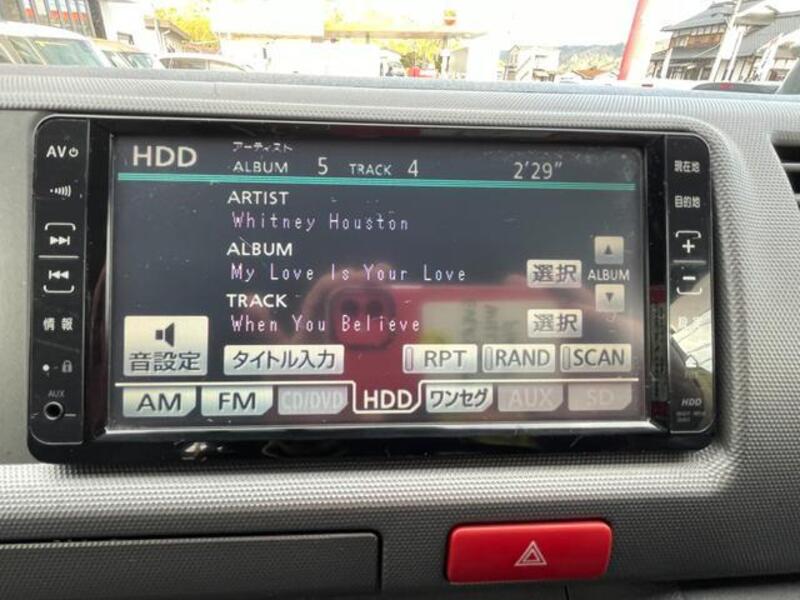 AV
HDD
アーティスト
ALBUM 5 TRACK 4 2'29"
ARTIST
Whitney Houston
ALBUM
My Love Is Your Love
選択
ALBUM
TRACK
When You Believe
選択
音設定
タイトル入力
RPT
RAND
SCAN
AM
FM
CD/DVD
HDD
ワンセグ
AUX
SD
情報
AUX
現在地
目的地
+
-
HDD